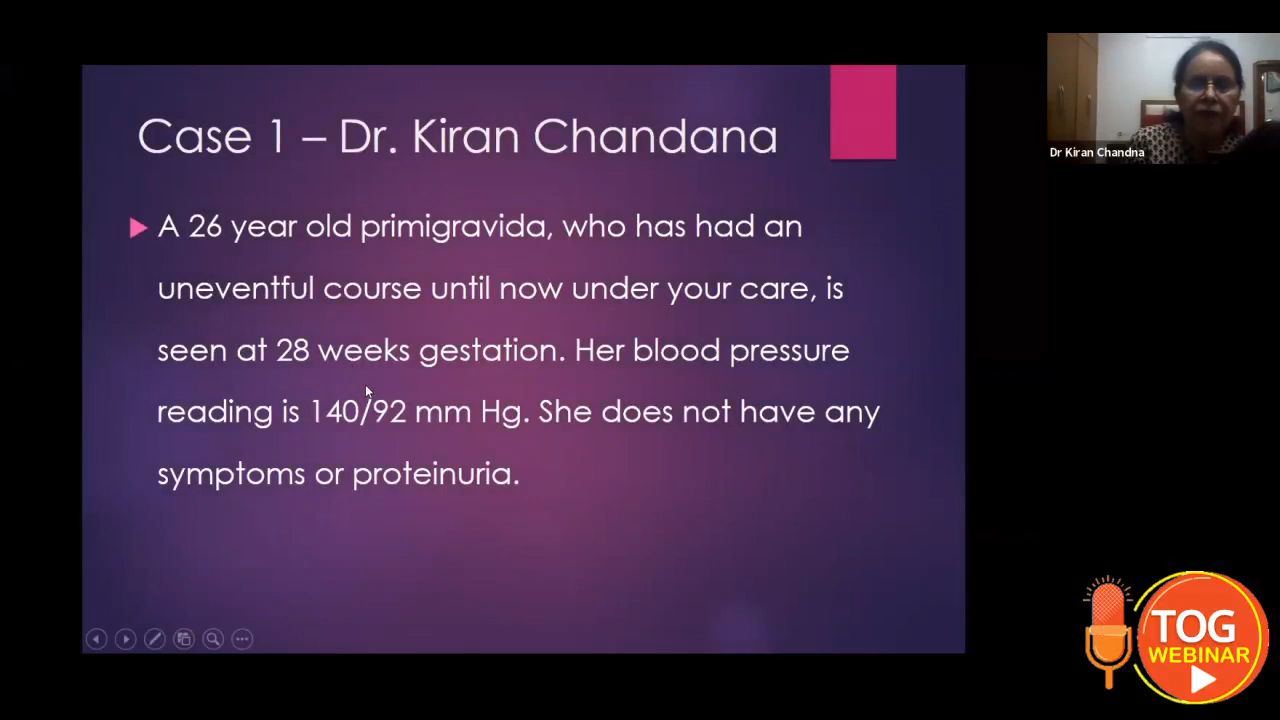 Case 1 – Dr. Kiran Chandana
A 26 year old primigravida, who has had an
uneventful course until now under your care, is
seen at 28 weeks gestation. Her blood pressure
reading is 140/92 mm Hg. She does not have any
symptoms or proteinuria.
Dr Kiran Chandna
TOG
WEBINAR